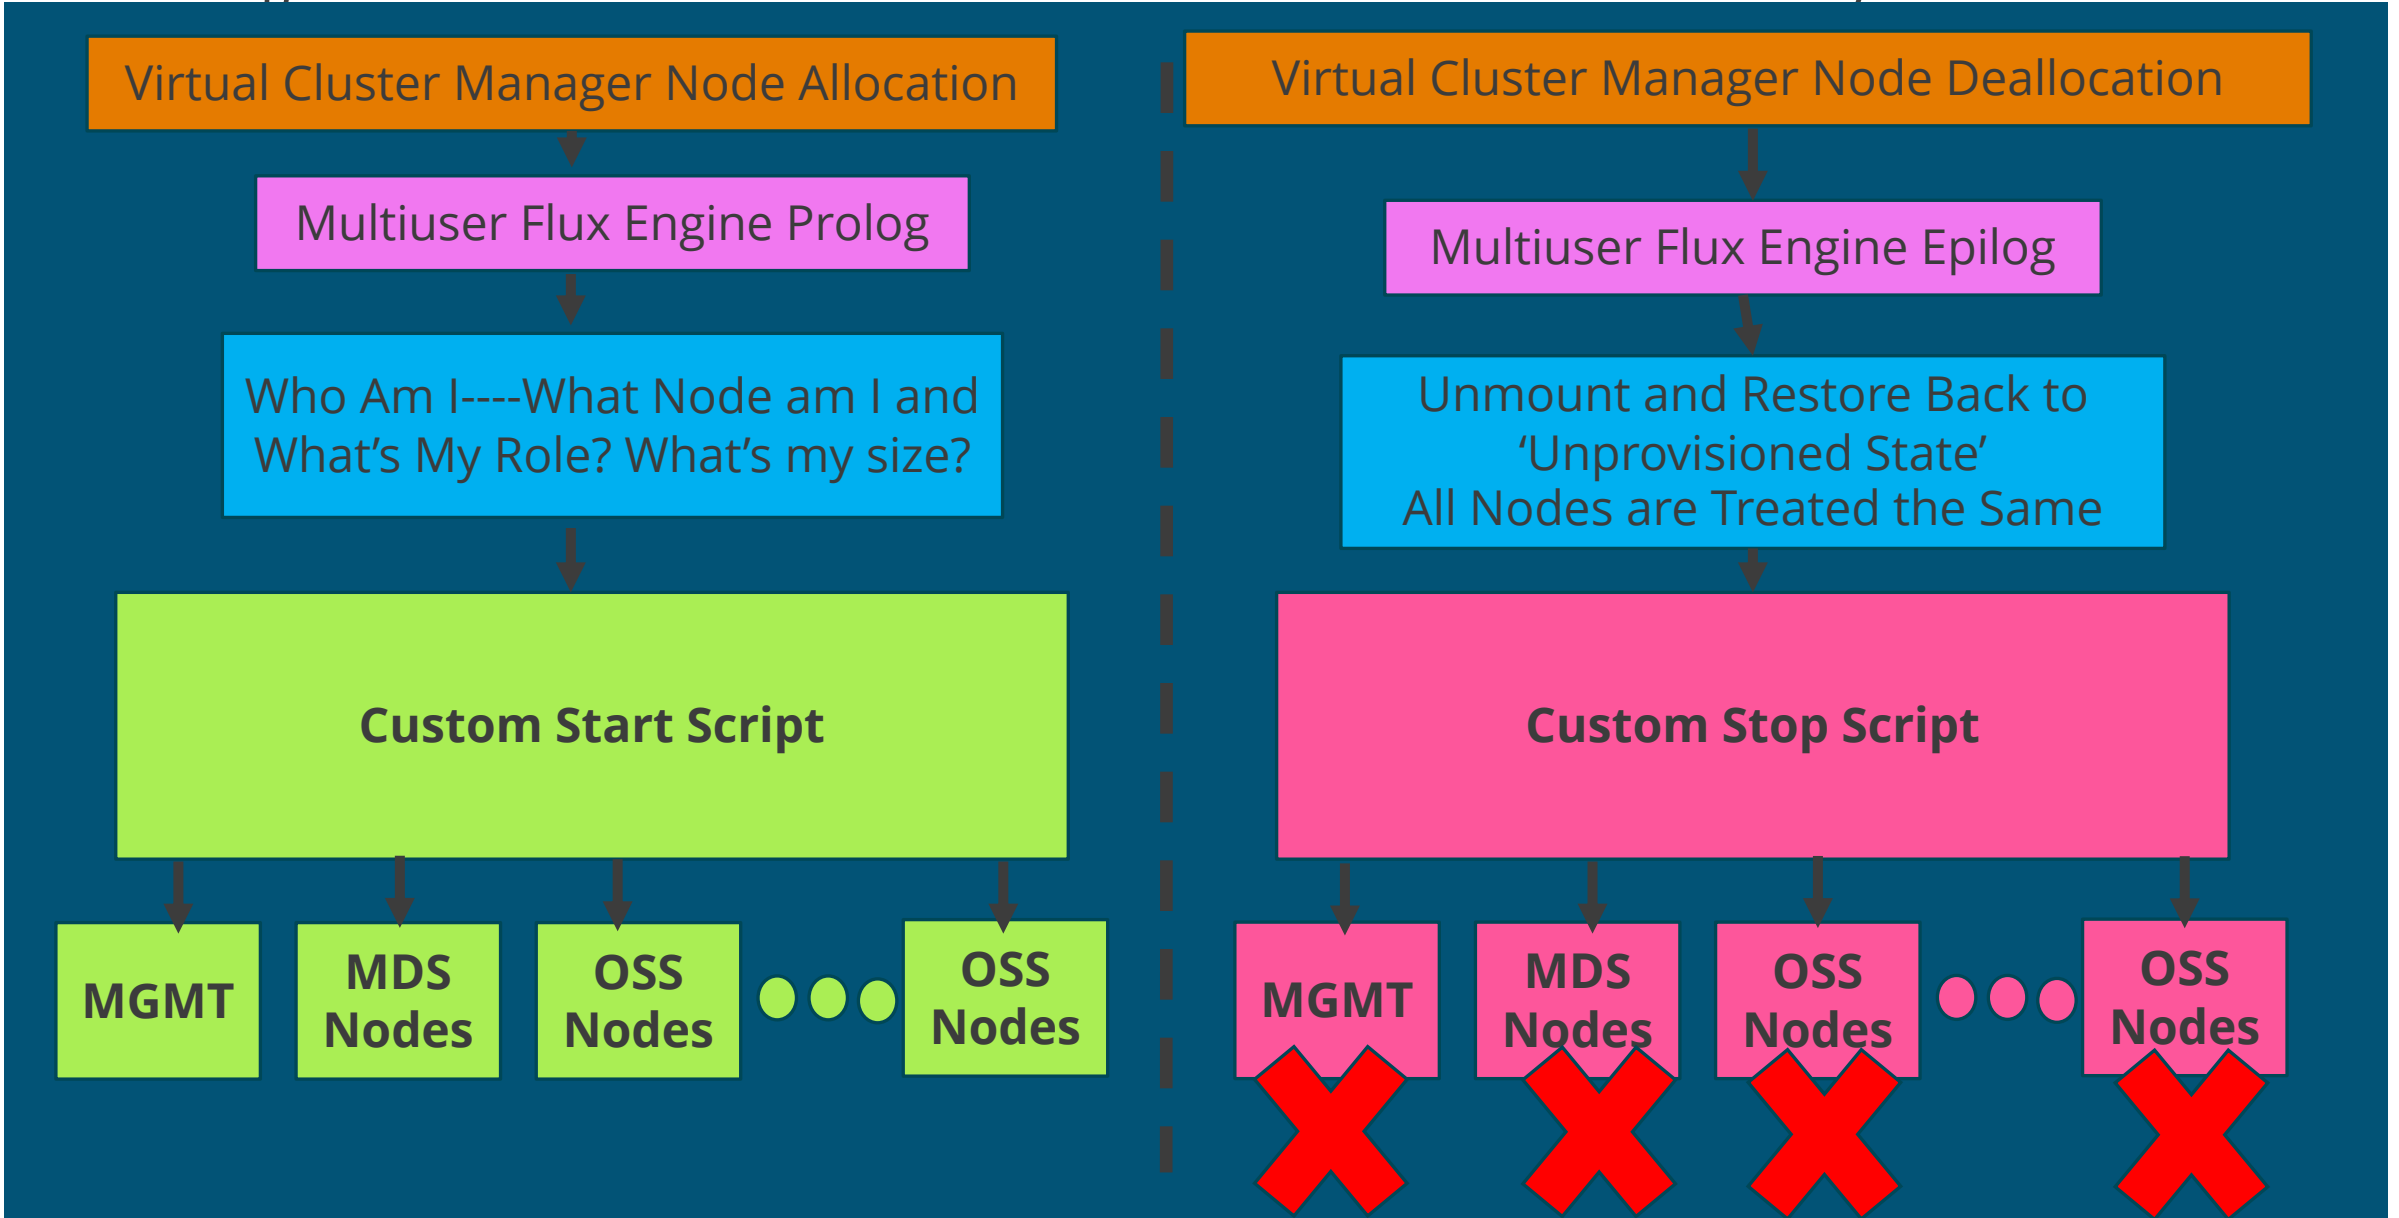 Virtual Cluster Manager Node Allocation
Multiuser Flux Engine Prolog
Who Am I----What Node am I and
What’s My Role? What’s my size?
Custom Start Script
MGMT
MDS
Nodes
OSS
Nodes
OSS
Nodes
Virtual Cluster Manager Node Deallocation
Multiuser Flux Engine Epilog
Unmount and Restore Back to
‘Unprovisioned State’
All Nodes are Treated the Same
Custom Stop Script
MGMT
MDS
Nodes
OSS
Nodes
OSS
Nodes